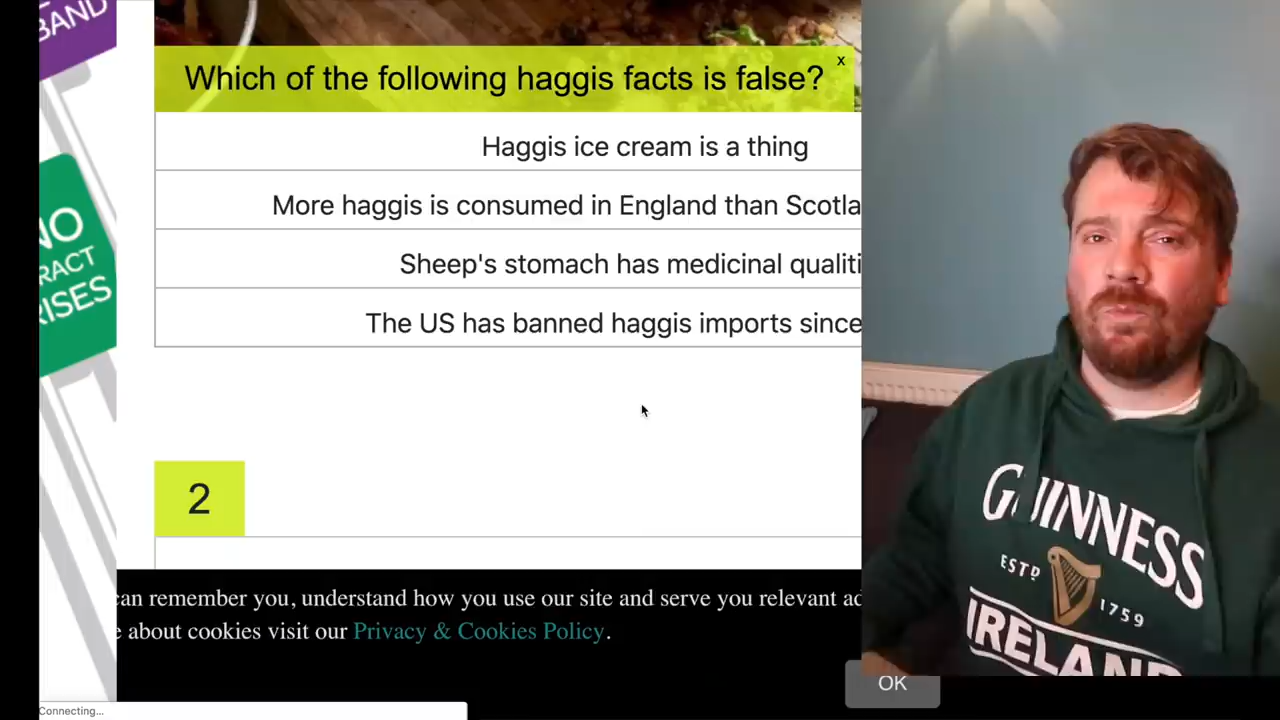 BAND
NO
RACT
RISES
Which of the following haggis facts is false?
x
Haggis ice cream is a thing
More haggis is consumed in England than Scotla
Sheep's stomach has medicinal qualiti
The US has banned haggis imports since
2
can remember you, understand how you use our site and serve you relevant ad
e about cookies visit our Privacy & Cookies Policy.
OK
Connecting...
GUINNESS
ESTD
1759
IRELAND